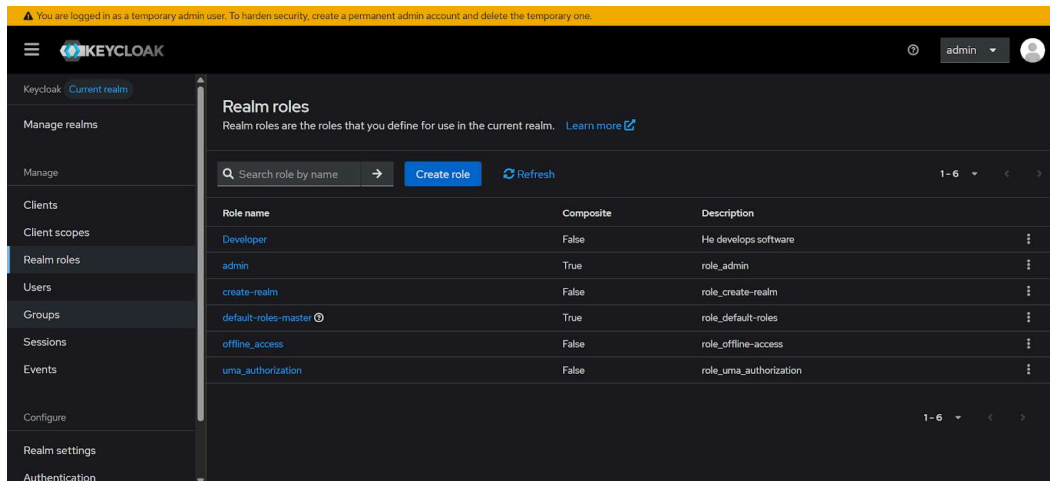 You are logged in as a temporary admin user. To harden security, create a permanent admin account and delete the temporary one.
KEYCLOAK
admin
Keycloak Current realm
Manage realms
Manage
Clients
Client scopes
Realm roles
Users
Groups
Sessions
Events
Configure
Realm settings
Authentication
Realm roles
Realm roles are the roles that you define for use in the current realm. Learn more
Search role by name Create role Refresh 1-6
Role name Composite Description
Developer False He develops software
admin True role_admin
create-realm False role_create-realm
default-roles-master True role_default-roles
offline_access False role_offline-access
uma_authorization False role_uma_authorization
1-6